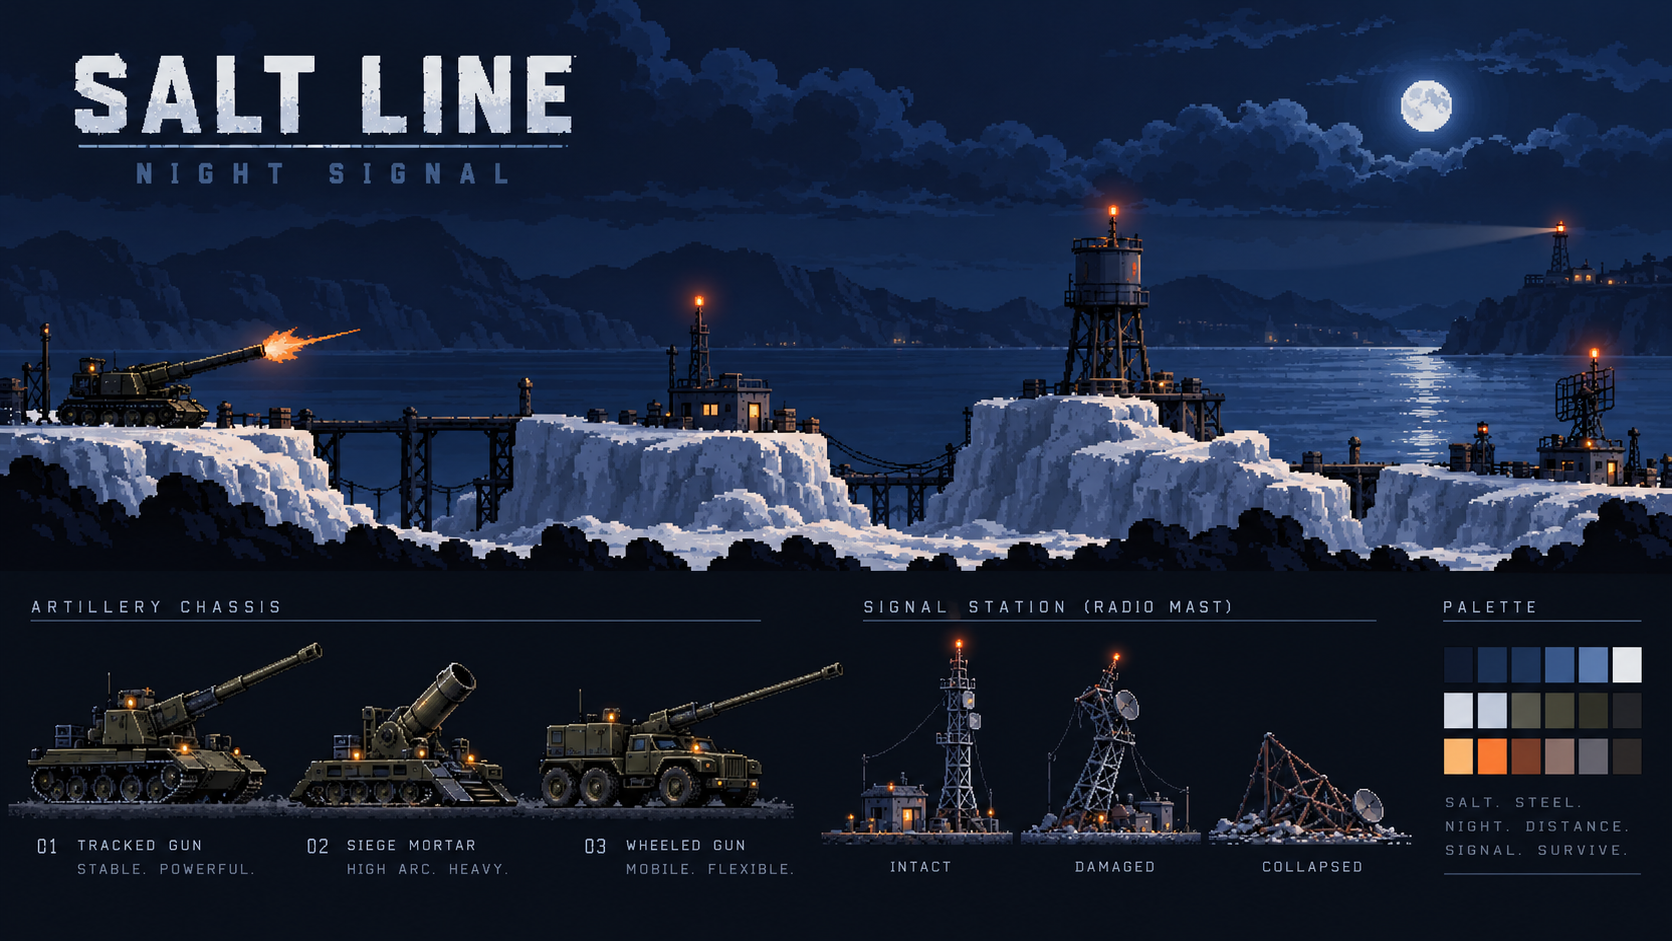 SALT LINE
NIGHT SIGNAL
ARTILLERY CHASSIS
01 TRACKED GUN
STABLE. POWERFUL.
02 SIEGE MORTAR
HIGH ARC. HEAVY.
03 WHEELED GUN
MOBILE. FLEXIBLE.
SIGNAL STATION (RADIO MAST)
INTACT
DAMAGED
COLLAPSED
PALETTE
SALT. STEEL.
NIGHT. DISTANCE.
SIGNAL. SURVIVE.